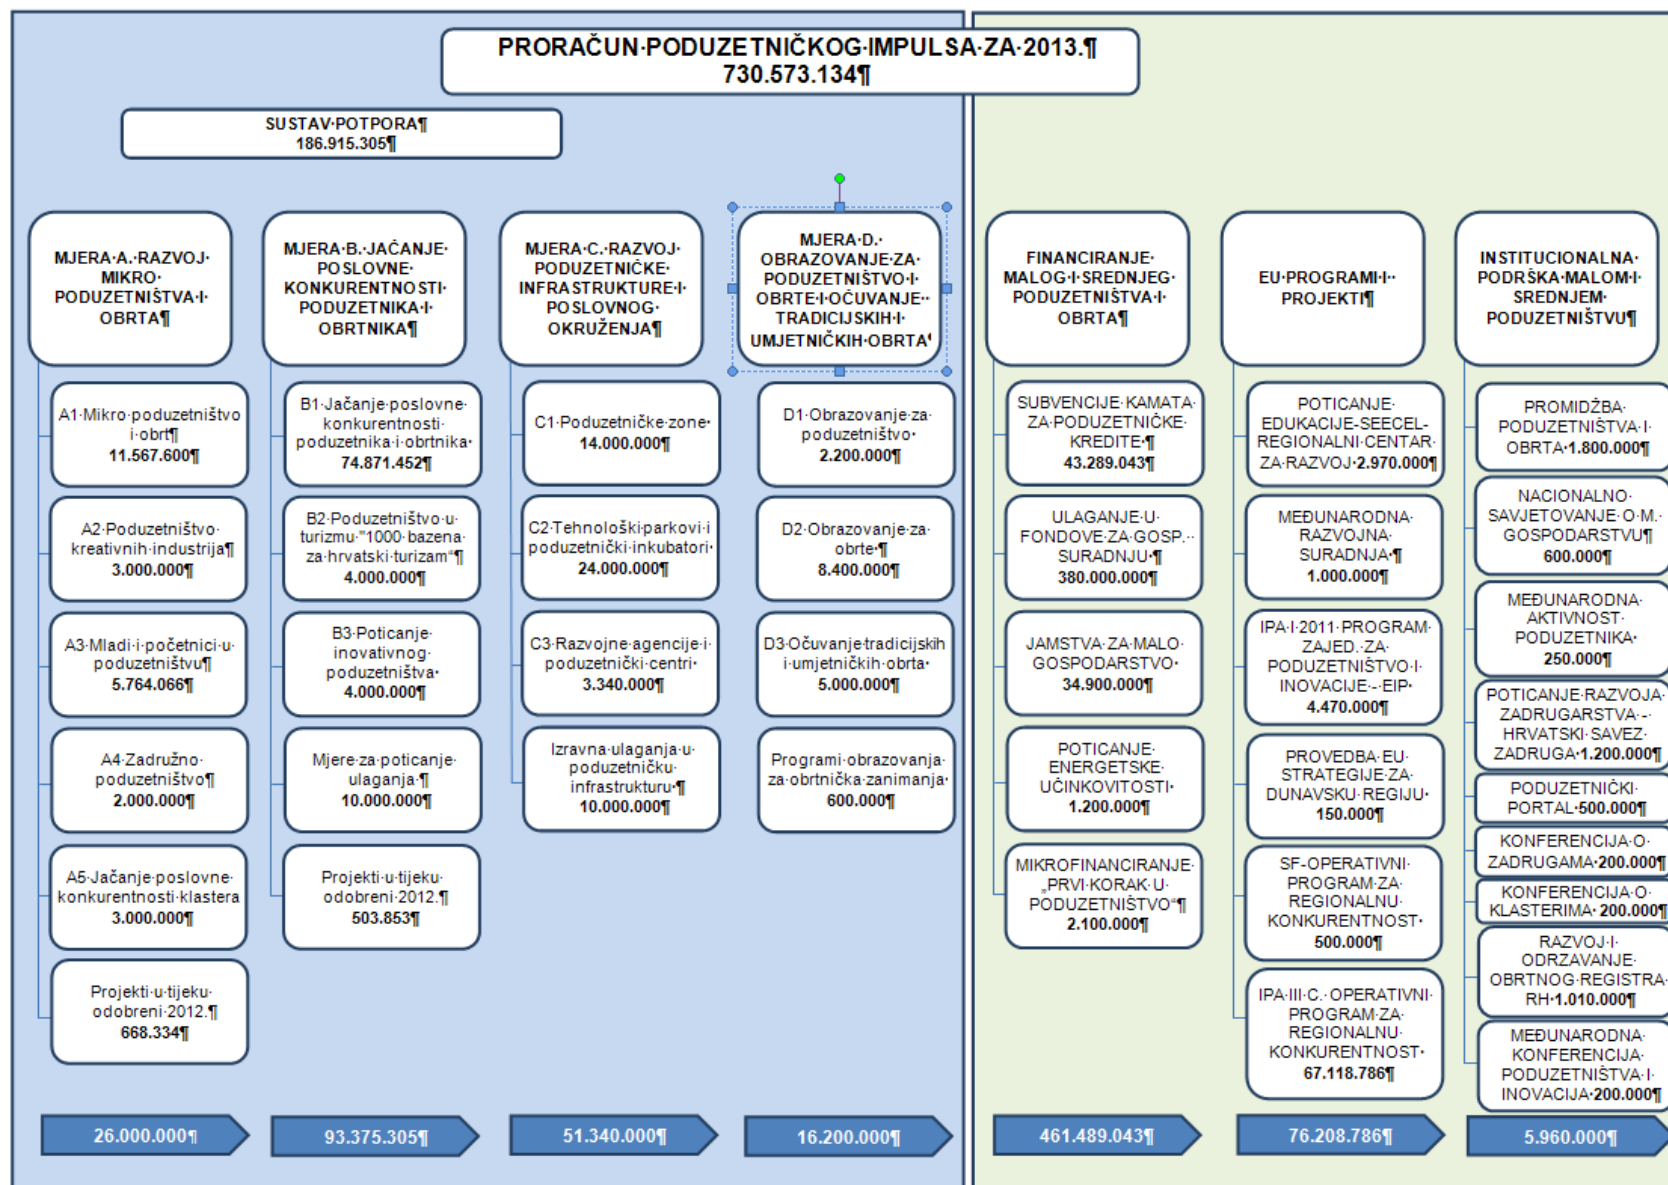 PRORAČUN·PODUZETNIČKOG·IMPULSA·ZA·2013.¶
730.573.134¶
SUSTAV·POTPORA¶
186.915.305¶
MJERA·A.·RAZVOJ·
MIKRO·
PODUZETNIŠTVA·I·
OBRTA¶
A1·Mikro·poduzetništvo
i·obrt¶
11.567.600¶
A2·Poduzetništvo·
kreativnih·industrija¶
3.000.000¶
A3·Mladi·i·početnici·u·
poduzetništvu¶
5.764.066¶
A4·Zadružno·
poduzetništvo¶
2.000.000¶
A5·Jačanje·poslovne·
konkurentnosti·klastera
3.000.000¶
Projekti·u·tijeku·
odobreni·2012.¶
668.334¶
26.000.000¶
MJERA·B.·JAČANJE·
POSLOVNE·
KONKURENTNOSTI·
PODUZETNIKA·I·
OBRTNIKA¶
B1·Jačanje·poslovne·
konkurentnosti·
poduzetnika·i·obrtnika·
74.871.452¶
B2·Poduzetništvo·u·
turizmu·"1000·bazena·
za·hrvatski·turizam"¶
4.000.000¶
B3·Poticanje·
inovativnog·
poduzetništva·
4.000.000¶
Mjere·za·poticanje·
ulaganja·¶
10.000.000¶
Projekti·u·tijeku·
odobreni·2012.¶
503.853¶
93.375.305¶
MJERA·C.·RAZVOJ·
PODUZETNIČKE·
INFRASTRUKTURE·I·
POSLOVNOG·
OKRUŽENJA¶
C1·Poduzetničke·zone·
14.000.000¶
C2·Tehnološki·parkovi·i
poduzetnički·inkubatori·
24.000.000¶
C3·Razvojne·agencije·i·
poduzetnički·centri·
3.340.000¶
Izravna·ulaganja·u·
poduzetničku·
infrastrukturu·¶
10.000.000¶
51.340.000¶
MJERA·D.·
OBRAZOVANJE·ZA·
PODUZETNIŠTVO·I·
OBRTE·I·OČUVANJE··
TRADICIJSKIH·I·
UMJETNIČKIH·OBRTA¶
D1·Obrazovanje·za·
poduzetništvo·
2.200.000¶
D2·Obrazovanje·za·
obrte·¶
8.400.000¶
D3·Očuvanje·tradicijskih
i·umjetničkih·obrta·
5.000.000¶
Programi·obrazovanja·
za·obrtnička·zanimanja·
600.000¶
16.200.000¶
FINANCIRANJE·
MALOG·I·SREDNJEG·
PODUZETNIŠTVA·I·
OBRTA¶
SUBVENCIJE·KAMATA·
ZA·PODUZETNIČKE·
KREDITE·¶
43.289.043¶
ULAGANJE·U·
FONDOVE·ZA·GOSP.··
SURADNJU·¶
380.000.000¶
JAMSTVA·ZA·MALO·
GOSPODARSTVO·
34.900.000¶
POTICANJE·
ENERGETSKE·
UČINKOVITOSTI·
1.200.000¶
MIKROFINANCIRANJE·
„PRVI·KORAK·U·
PODUZETNIŠTVO"¶
2.100.000¶
461.489.043¶
EU·PROGRAMI·I··
PROJEKTI¶
POTICANJE·
EDUKACIJE-SEECEL-
REGIONALNI·CENTAR·
ZA·RAZVOJ·2.970.000¶
MEĐUNARODNA·
RAZVOJNA·
SURADNJA·¶
1.000.000¶
IPA·I·2011·PROGRAM·
ZAJED.·ZA·
PODUZETNIŠTVO·I·
INOVACIJE·-·EIP·
4.470.000¶
PROVEDBA·EU·
STRATEGIJE·ZA·
DUNAVSKU·REGIJU·
150.000¶
SF-OPERATIVNI·
PROGRAM·ZA·
REGIONALNU·
KONKURENTNOST·
500.000¶
IPA·III·C.·OPERATIVNI·
PROGRAM·ZA·
REGIONALNU·
KONKURENTNOST·
67.118.786¶
76.208.786¶
INSTITUCIONALNA·
PODRŠKA·MALOM·I·
SREDNJEM·
PODUZETNIŠTVU¶
PROMIDŽBA·
PODUZETNIŠTVA·I·
OBRTA·1.800.000¶
NACIONALNO·
SAVJETOVANJE·O·M.·
GOSPODARSTVU¶
600.000¶
MEĐUNARODNA·
AKTIVNOST·
PODUZETNIKA·
250.000¶
POTICANJE·RAZVOJA·
ZADRUGARSTVA·-·
HRVATSKI·SAVEZ·
ZADRUGA·1.200.000¶
PODUZETNIČKI·
PORTAL·500.000¶
KONFERENCIJA·O·
ZADRUGAMA·200.000¶
KONFERENCIJA·O·
KLASTERIMA·200.000¶
RAZVOJ·I·
ODRZAVANJE·
OBRTNOG·REGISTRA·
RH·1.010.000¶
MEĐUNARODNA·
KONFERENCIJA·
PODUZETNIŠTVA·I·
INOVACIJA·200.000¶
5.960.000¶